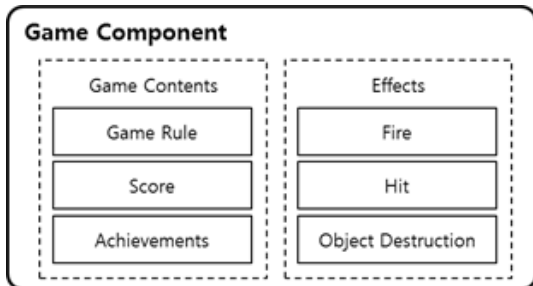 Game Component
Game Contents
Game Rule
Score
Achievements
Effects
Fire
Hit
Object Destruction